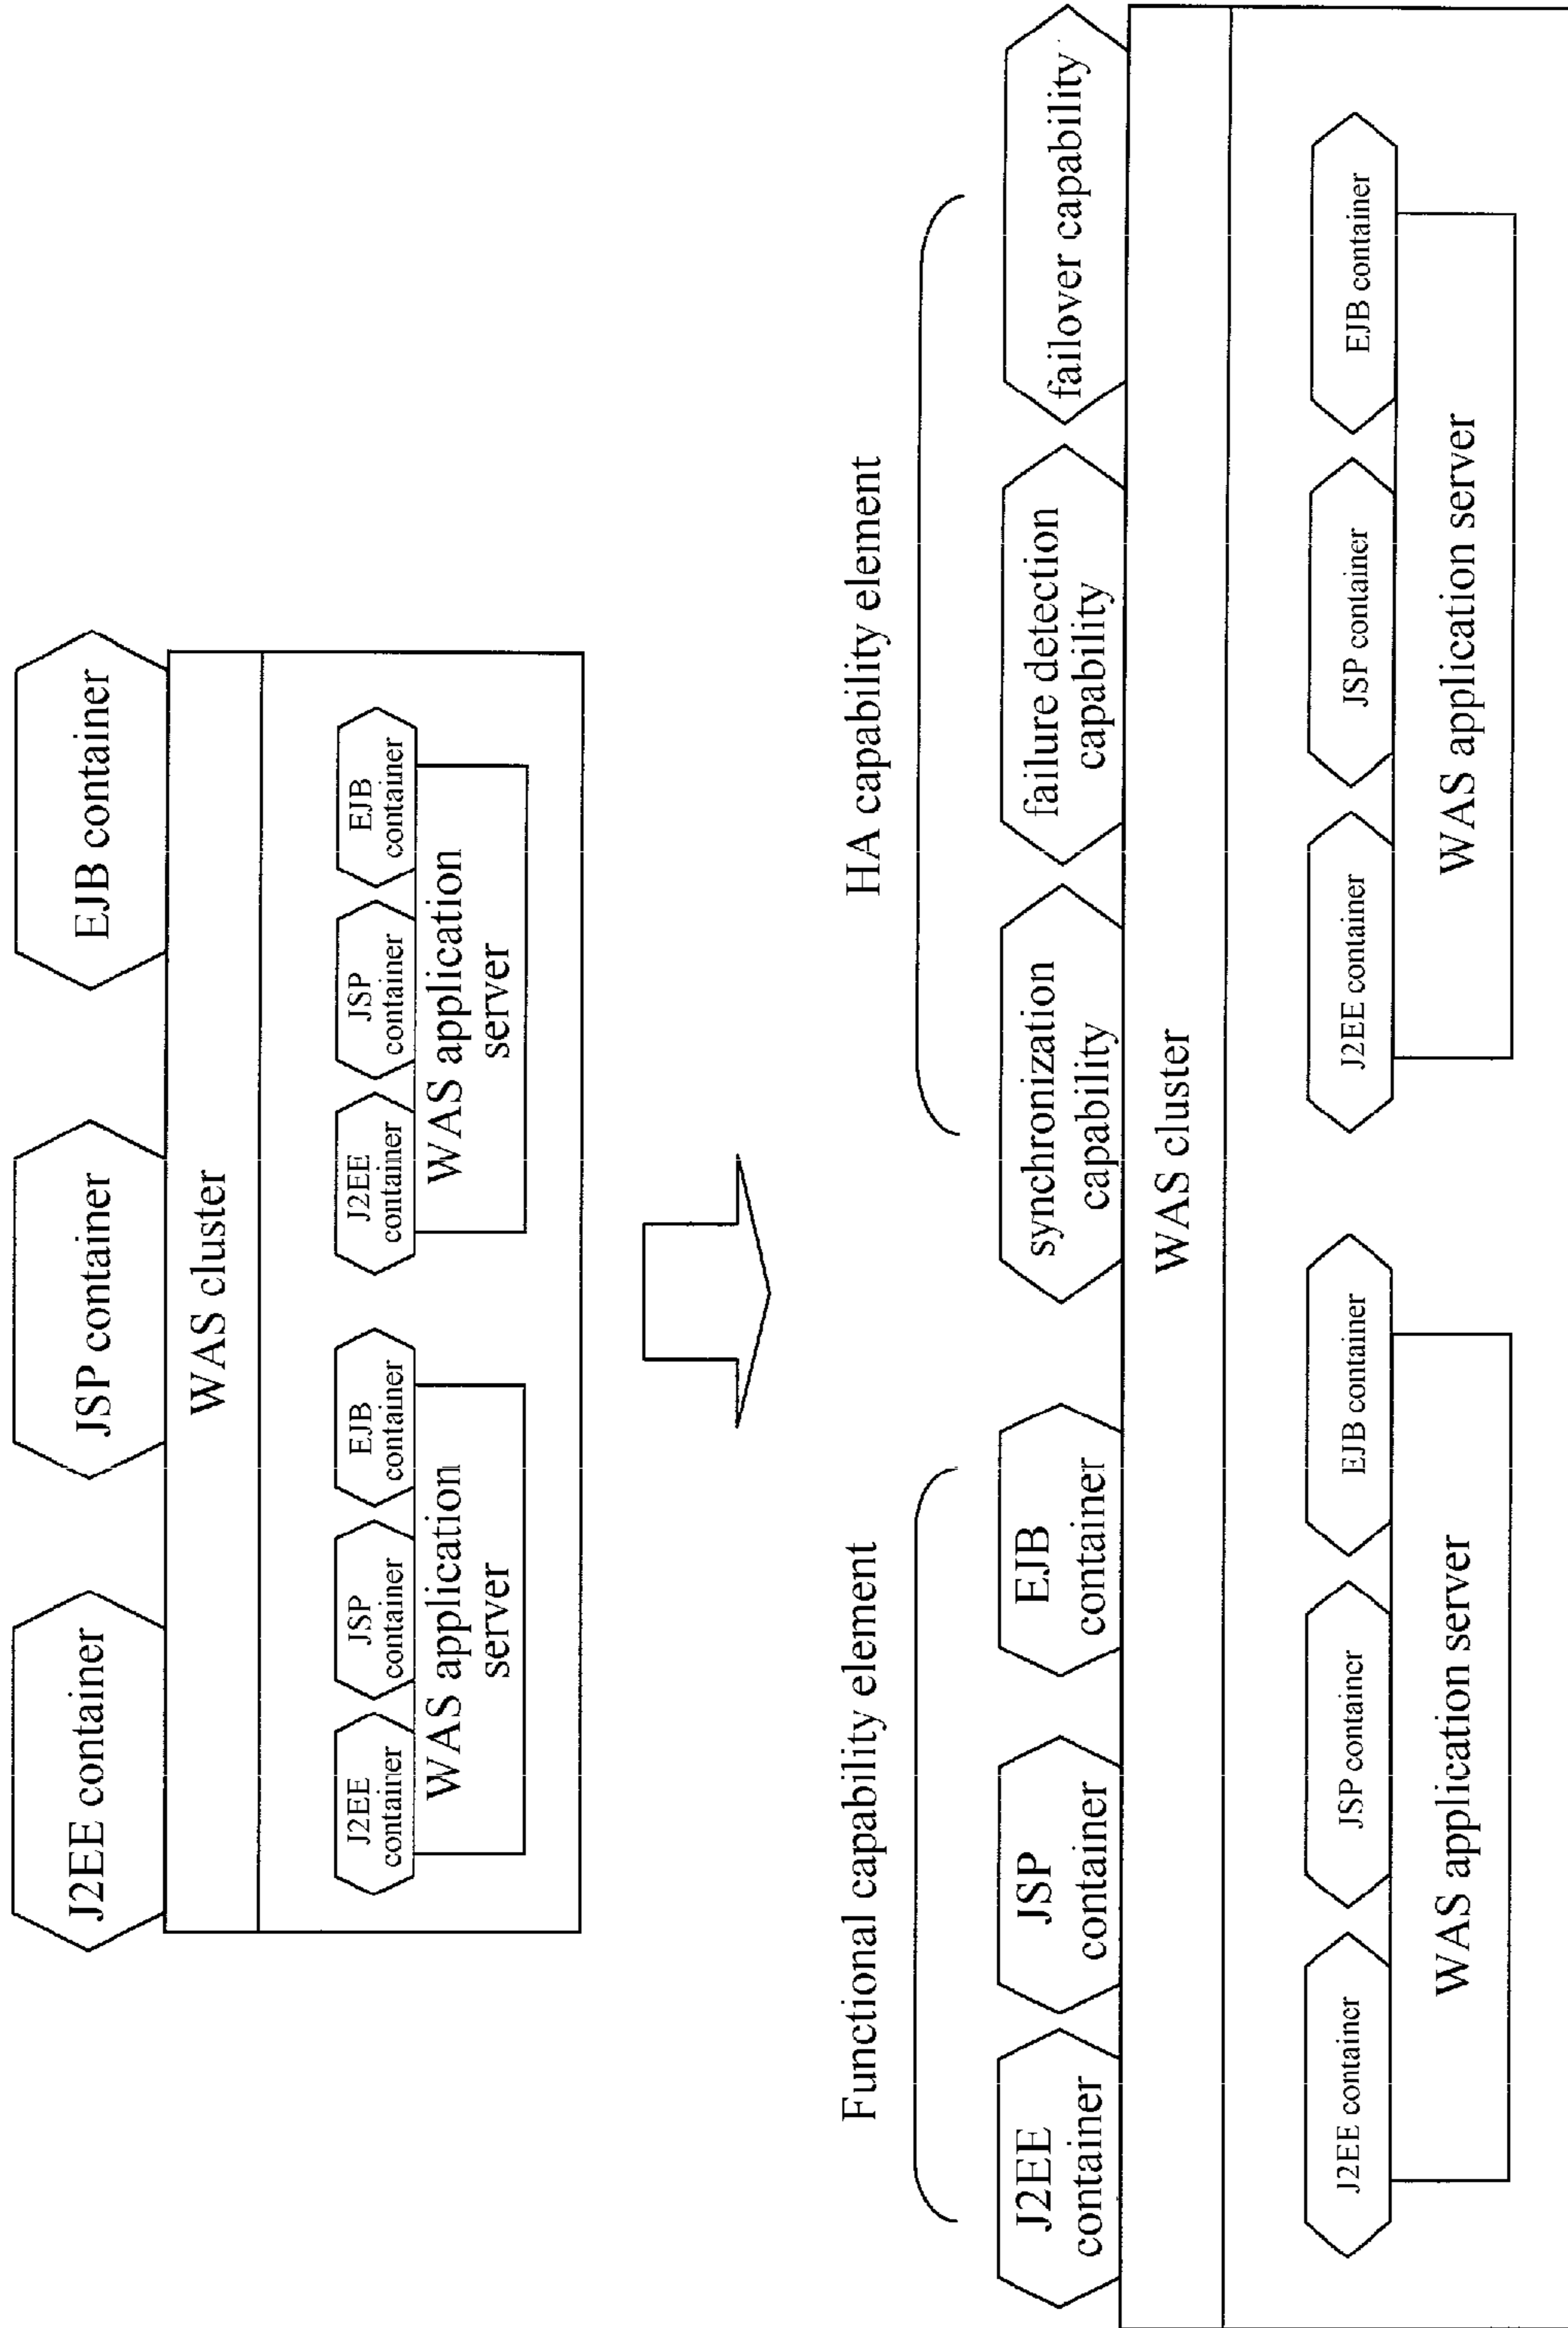 J2EE container
JSP container
EJB container
WAS cluster
J2EE
container
JSP
container
EJB
container
WAS application
server
J2EE
container
JSP
container
EJB
container
WAS application
server
Functional capability element
HA capability element
J2EE
container
JSP
container
EJB
container
synchronization
capability
failure detection
capability
failover capability
WAS cluster
J2EE container
JSP container
EJB container
WAS application server
J2EE container
JSP container
EJB container
WAS application server